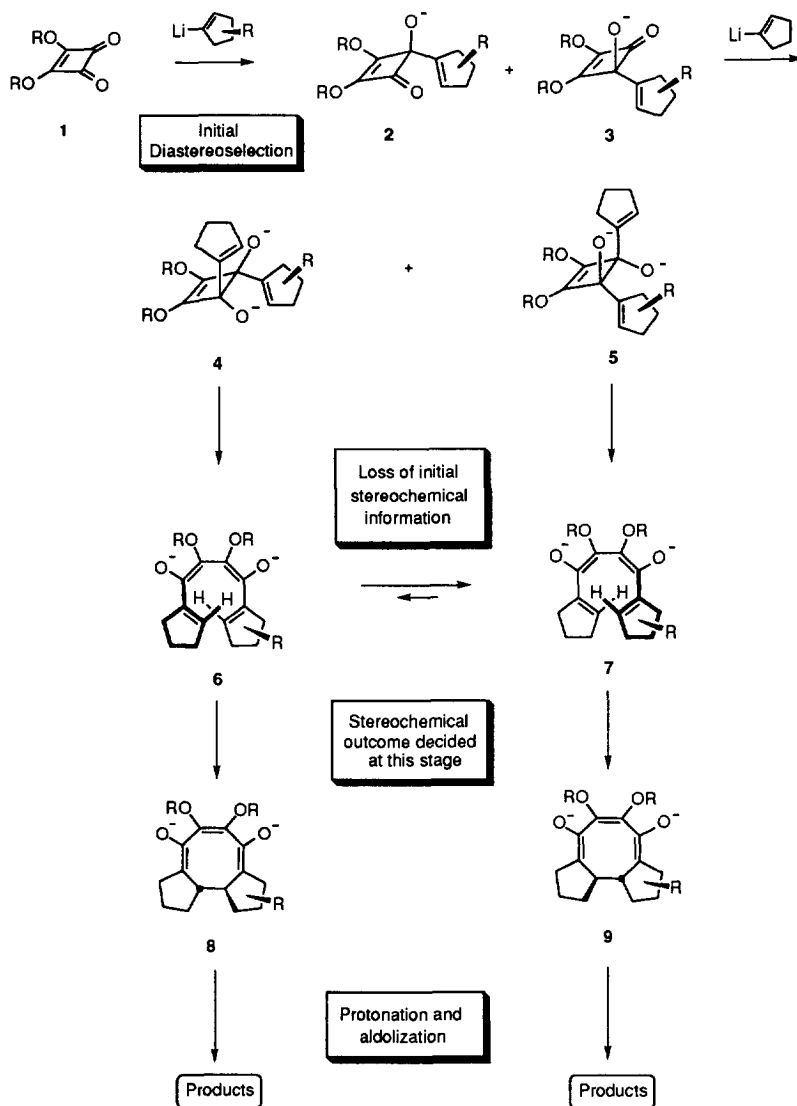 Li R Li
RO O O⁻ RO R O⁻ RO O
RO O RO O + RO R
1 2 3
Initial
Diastereoselection
O⁻ R RO + O⁻ RO O⁻
RO O⁻ RO R
4 5
Loss of initial
stereochemical
information
RO OR RO OR
O⁻ O⁻ O⁻ O⁻
H H H H
R R
6 7
Stereochemical
outcome decided
at this stage
RO OR RO OR
O⁻ O⁻ O⁻ O⁻
R R
8 9
Protonation and
aldolization
Products Products